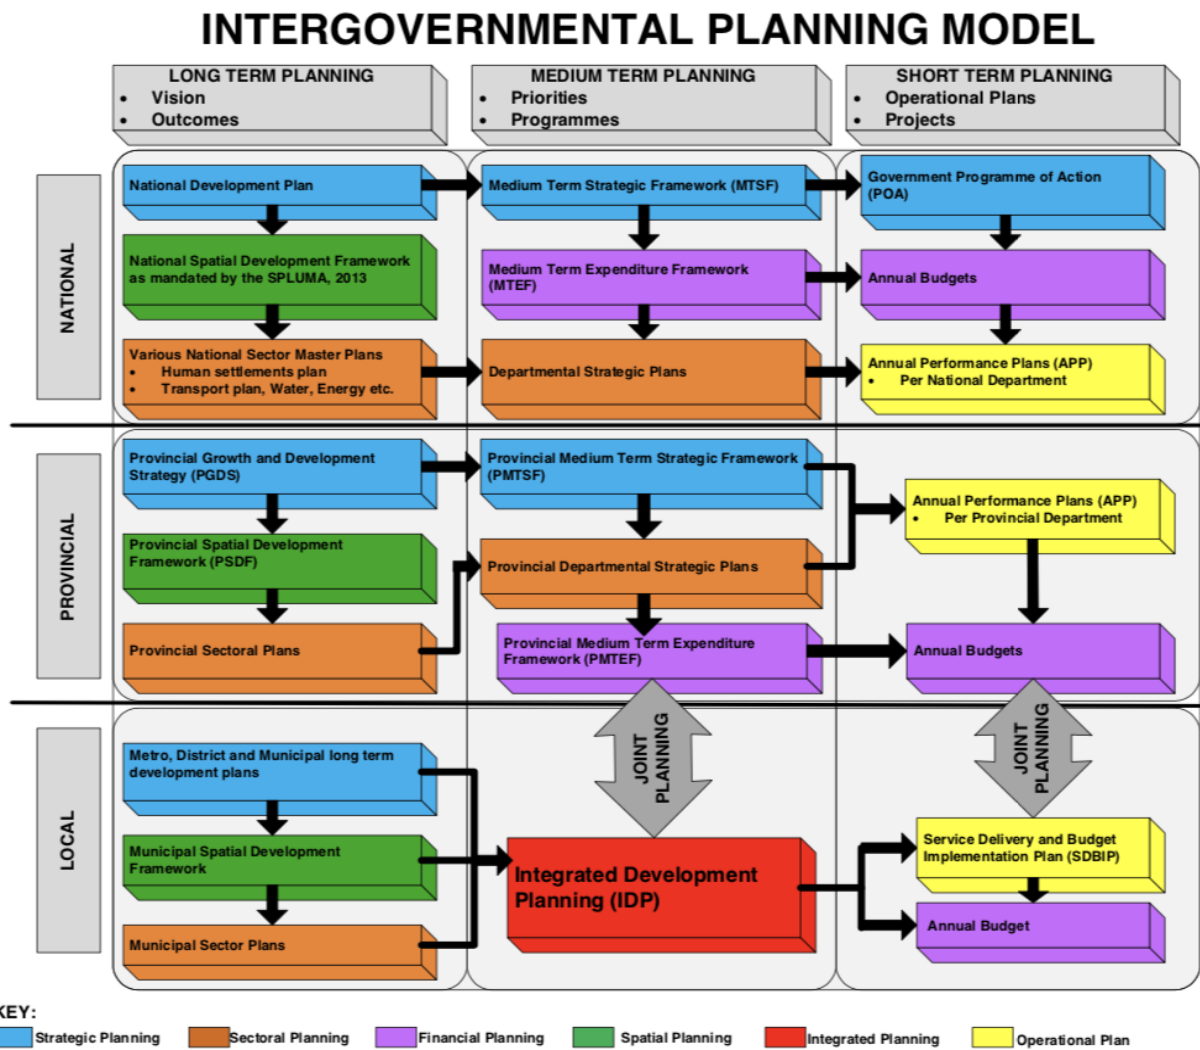 INTERGOVERNMENTAL PLANNING MODEL
LONG TERM PLANNING
• Vision
• Outcomes
MEDIUM TERM PLANNING
• Priorities
• Programmes
SHORT TERM PLANNING
• Operational Plans
• Projects
NATIONAL
National Development Plan
Medium Term Strategic Framework (MTSF)
Government Programme of Action
(POA)
National Spatial Development Framework
as mandated by the SPLUMA, 2013
Medium Term Expenditure Framework
(MTEF)
Annual Budgets
Various National Sector Master Plans
• Human settlements plan
• Transport plan, Water, Energy etc.
Departmental Strategic Plans
Annual Performance Plans (APP)
• Per National Department
PROVINCIAL
Provincial Growth and Development
Strategy (PGDS)
Provincial Medium Term Strategic Framework
(PMTSF)
Annual Performance Plans (APP)
• Per Provincial Department
Provincial Spatial Development
Framework (PSDF)
Provincial Departmental Strategic Plans
Provincial Sectoral Plans
Provincial Medium Term Expenditure
Framework (PMTEF)
Annual Budgets
JOINT
PLANNING
JOINT
PLANNING
LOCAL
Metro, District and Municipal long term
development plans
Municipal Spatial Development
Framework
Municipal Sector Plans
Integrated Development
Planning (IDP)
Service Delivery and Budget
Implementation Plan (SDBIP)
Annual Budget
KEY:
Strategic Planning
Sectoral Planning
Financial Planning
Spatial Planning
Integrated Planning
Operational Plan